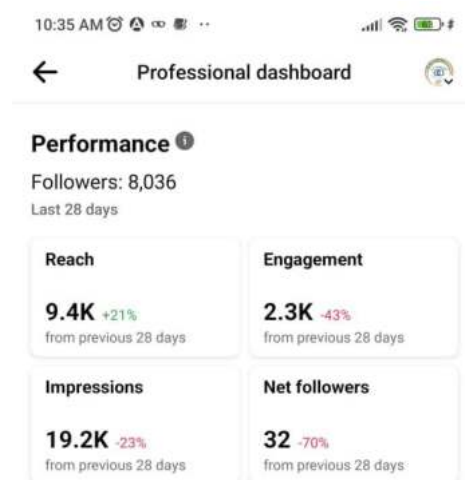 10:35 AM
Professional dashboard
Performance
Followers: 8,036
Last 28 days
Reach
9.4K +21%
from previous 28 days
Engagement
2.3K -43%
from previous 28 days
Impressions
19.2K -23%
from previous 28 days
Net followers
32 -70%
from previous 28 days